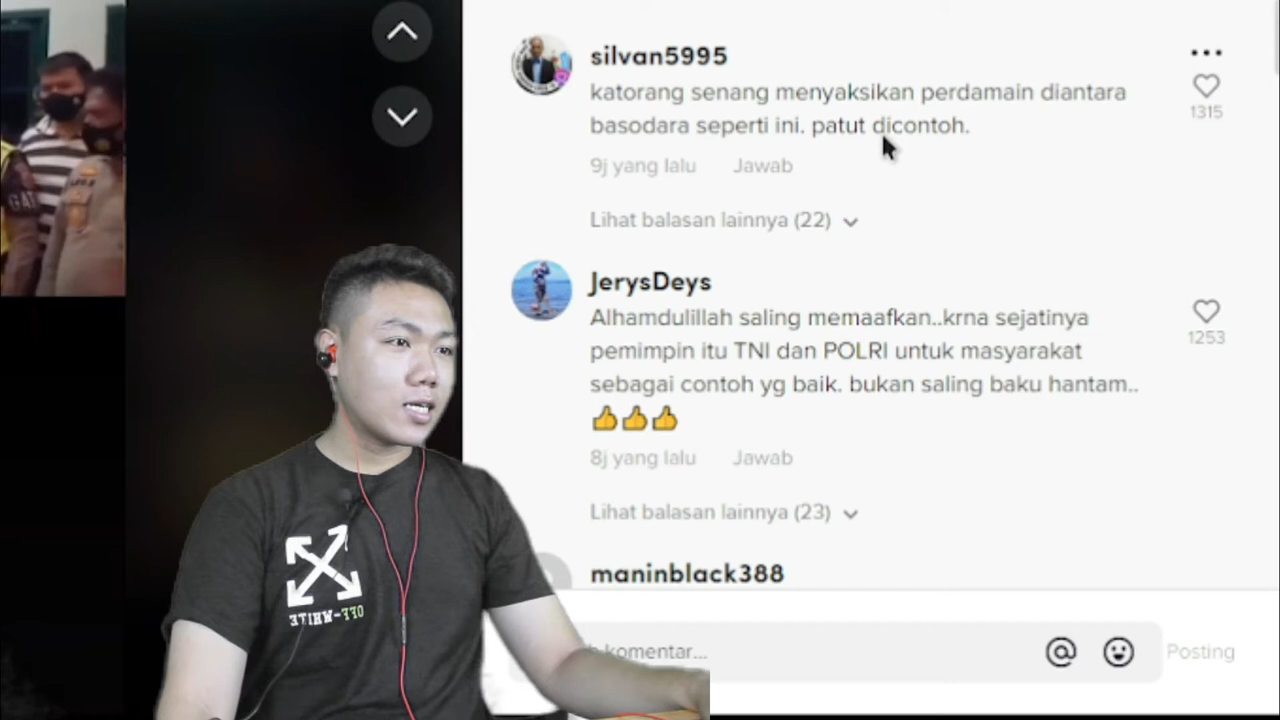 silvan5995
katorang senang menyaksikan perdamain diantara
basodara seperti ini. patut dicontoh.
1315
9j yang lalu Jawab
Lihat balasan lainnya (22)
JerysDeys
Alhamdulillah saling memaafkan..krna sejatinya
pemimpin itu TNI dan POLRI untuk masyarakat
sebagai contoh yg baik. bukan saling baku hantam..
👍👍👍
1253
8j yang lalu Jawab
Lihat balasan lainnya (23)
maninblack388
komentar...
Posting
OFF-WHITE